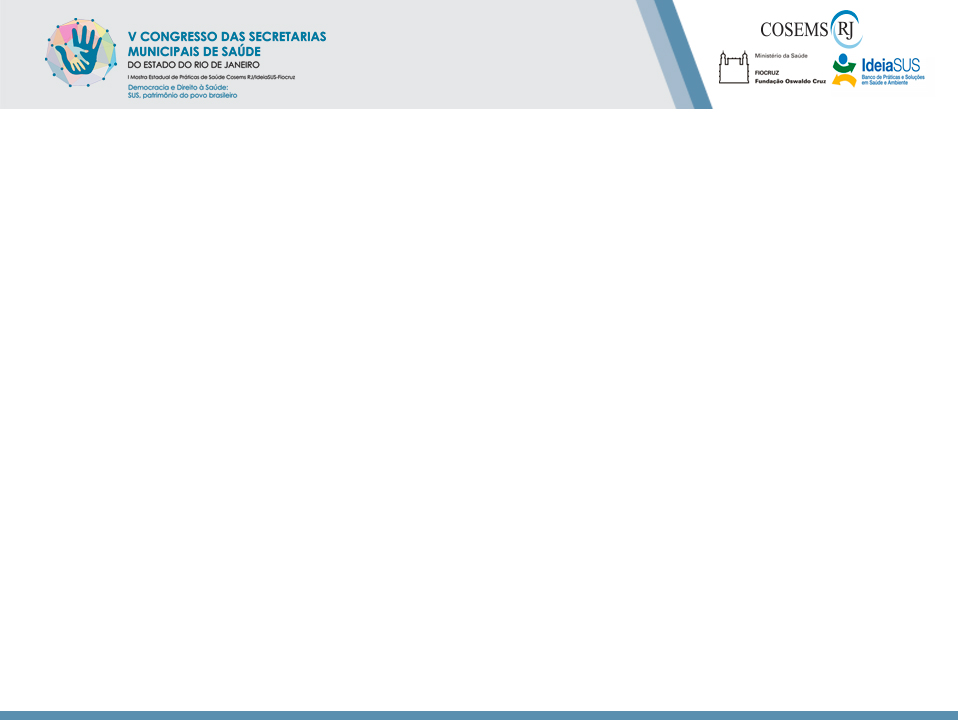 V CONGRESSO DAS SECRETARIAS
MUNICIPAIS DE SAÚDE
DO ESTADO DO RIO DE JANEIRO
I Mostra Estadual de Práticas de Saúde Cosems RJ/IdeiaSUS-Fiocruz
Democracia e Direito à Saúde:
SUS, patrimônio do povo brasileiro
COSEMS RJ
Ministério da Saúde
FIOCRUZ
Fundação Oswaldo Cruz
IdeiaSUS
Banco de Práticas e Soluções
em Saúde e Ambiente